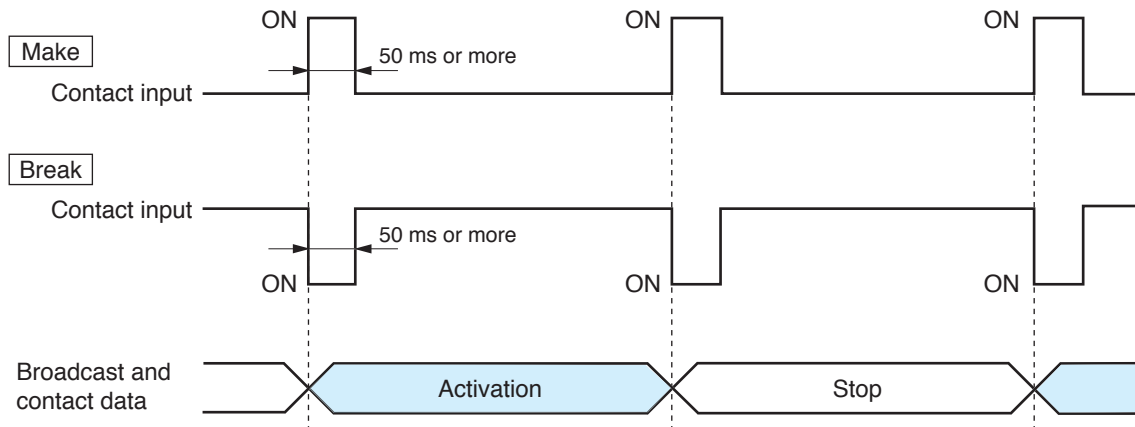 ON ON ON
Make
50 ms or more
Contact input
Break
Contact input
50 ms or more
ON ON ON
Broadcast and
contact data
Activation Stop